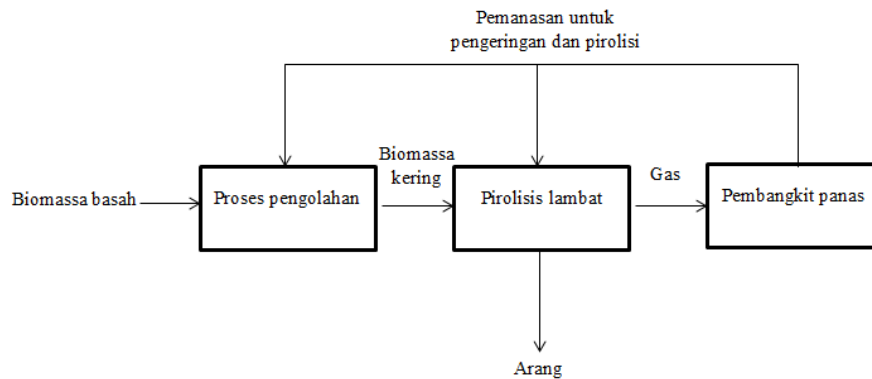 Pemanasan untuk
pengeringan dan pirolisi
Biomassa basah
Proses pengolahan
Biomassa
kering
Pirolisis lambat
Gas
Pembangkit panas
Arang